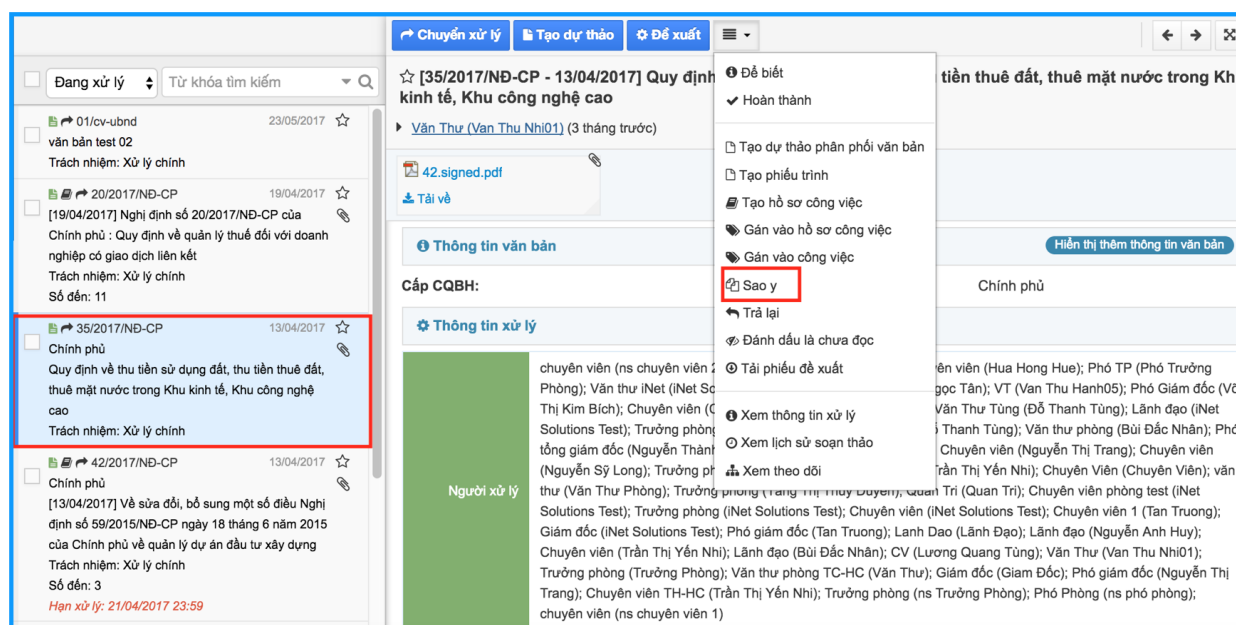 Chuyển xử lý
Tạo dự thảo
Đề xuất
Đang xử lý
Từ khóa tìm kiếm
01/cv-ubnd 23/05/2017
văn bản test 02
Trách nhiệm: Xử lý chính
20/2017/NĐ-CP 19/04/2017
[19/04/2017] Nghị định số 20/2017/NĐ-CP của
Chính phủ : Quy định về quản lý thuế đối với doanh
nghiệp có giao dịch liên kết
Trách nhiệm: Xử lý chính
Số đến: 11
35/2017/NĐ-CP 13/04/2017
Chính phủ
Quy định về thu tiền sử dụng đất, thu tiền thuê đất,
thuê mặt nước trong Khu kinh tế, Khu công nghệ
cao
Trách nhiệm: Xử lý chính
42/2017/NĐ-CP 13/04/2017
Chính phủ
[13/04/2017] Về sửa đổi, bổ sung một số điều Nghị
định số 59/2015/NĐ-CP ngày 18 tháng 6 năm 2015
của Chính phủ về quản lý dự án đầu tư xây dựng
Trách nhiệm: Xử lý chính
Số đến: 3
Hạn xử lý: 21/04/2017 23:59
[35/2017/NĐ-CP - 13/04/2017] Quy định tiền thuê đất, thuê mặt nước trong Kh
kinh tế, Khu công nghệ cao
Văn Thư (Van Thu Nhi01) (3 tháng trước)
42.signed.pdf
Tải về
Thông tin văn bản
Hiển thị thêm thông tin văn bản
Cấp CQBH: Chính phủ
Thông tin xử lý
Để biết
Hoàn thành
Tạo dự thảo phân phối văn bản
Tạo phiếu trình
Tạo hồ sơ công việc
Gán vào hồ sơ công việc
Gán vào công việc
Sao y
Trả lại
Đánh dấu là chưa đọc
Tải phiếu đề xuất
Xem thông tin xử lý
Xem lịch sử soạn thảo
Xem theo dõi
Người xử lý
chuyên viên (ns chuyên viên viên (Hua Hong Hue); Phó TP (Phó Trưởng
Phòng); Văn thư iNet (iNet Ngọc Tân); VT (Van Thu Hanh05); Phó Giám đốc (Võ
Thị Kim Bích); Chuyên viên Văn Thư Tùng (Đỗ Thanh Tùng); Lãnh đạo (iNet
Solutions Test); Trưởng phòng Thanh Tùng); Văn thư phòng (Bùi Đắc Nhân); Phó
tổng giám đốc (Nguyễn Thành Chuyên viên (Nguyễn Thị Trang); Chuyên viên
(Nguyễn Sỹ Long); Trưởng Trần Thị Yến Nhi); Chuyên Viên (Chuyên Viên); văn
thư (Văn Thư Phòng); Trưởng phòng (Tăng Thị Thùy Duyên); Quan Tri (Quan Tri); Chuyên viên phòng test (iNet
Solutions Test); Trưởng phòng (iNet Solutions Test); Chuyên viên (iNet Solutions Test); Chuyên viên 1 (Tan Truong);
Giám đốc (iNet Solutions Test); Phó giám đốc (Tan Truong); Lanh Dao (Lãnh Đạo); Lãnh đạo (Nguyễn Anh Huy);
Chuyên viên (Trần Thị Yến Nhi); Lãnh đạo (Bùi Đắc Nhân); CV (Lương Quang Tùng); Văn Thư (Van Thu Nhi01);
Trưởng phòng (Trưởng Phòng); Văn thư phòng TC-HC (Văn Thư); Giám đốc (Giam Đốc); Phó giám đốc (Nguyễn Thị
Trang); Chuyên viên TH-HC (Trần Thị Yến Nhi); Trưởng phòng (ns Trưởng Phòng); Phó Phòng (ns phó phòng);
chuyên viên (ns chuyên viên 1)